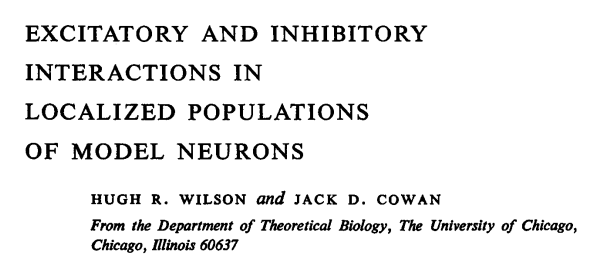 EXCITATORY AND INHIBITORY
INTERACTIONS IN
LOCALIZED POPULATIONS
OF MODEL NEURONS
HUGH R. WILSON and JACK D. COWAN
From the Department of Theoretical Biology, The University of Chicago,
Chicago, Illinois 60637